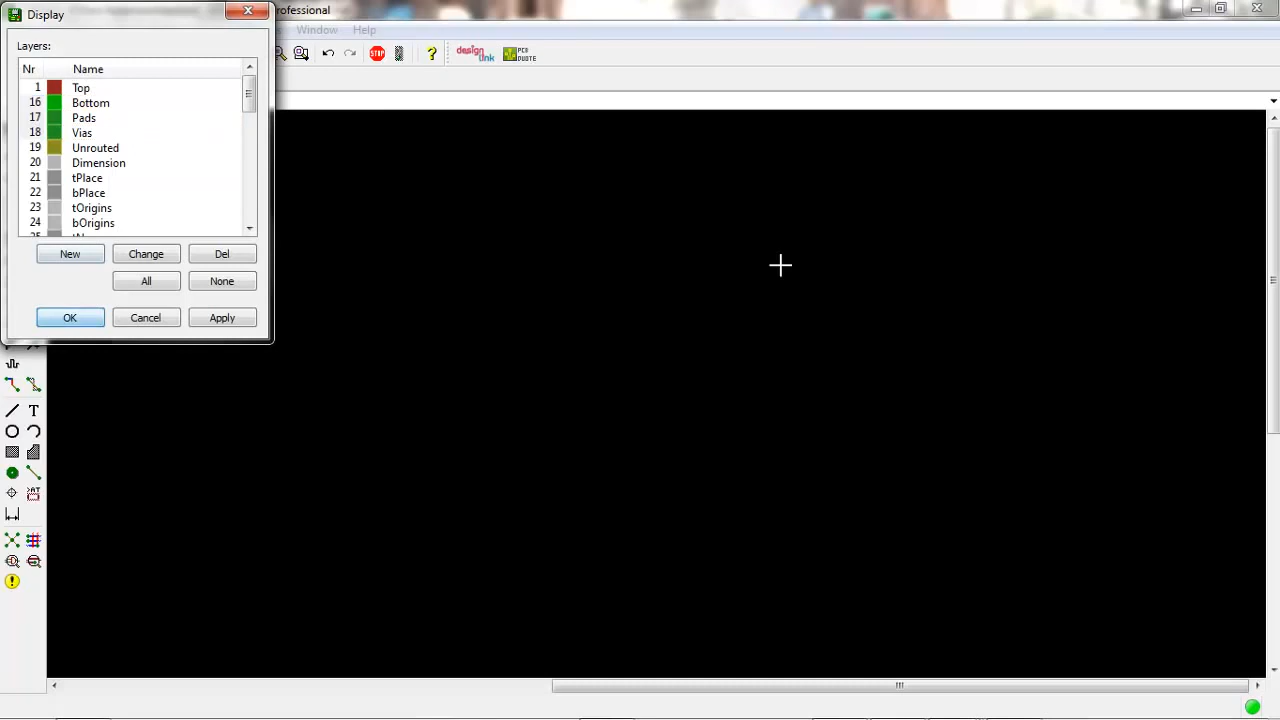 Display
rofessional
Window Help
Layers:
Nr Name
1 Top
16 Bottom
17 Pads
18 Vias
19 Unrouted
20 Dimension
21 tPlace
22 bPlace
23 tOrigins
24 bOrigins
New Change Del
All None
OK Cancel Apply
STOP
?
design link
PCB QUOTE
T